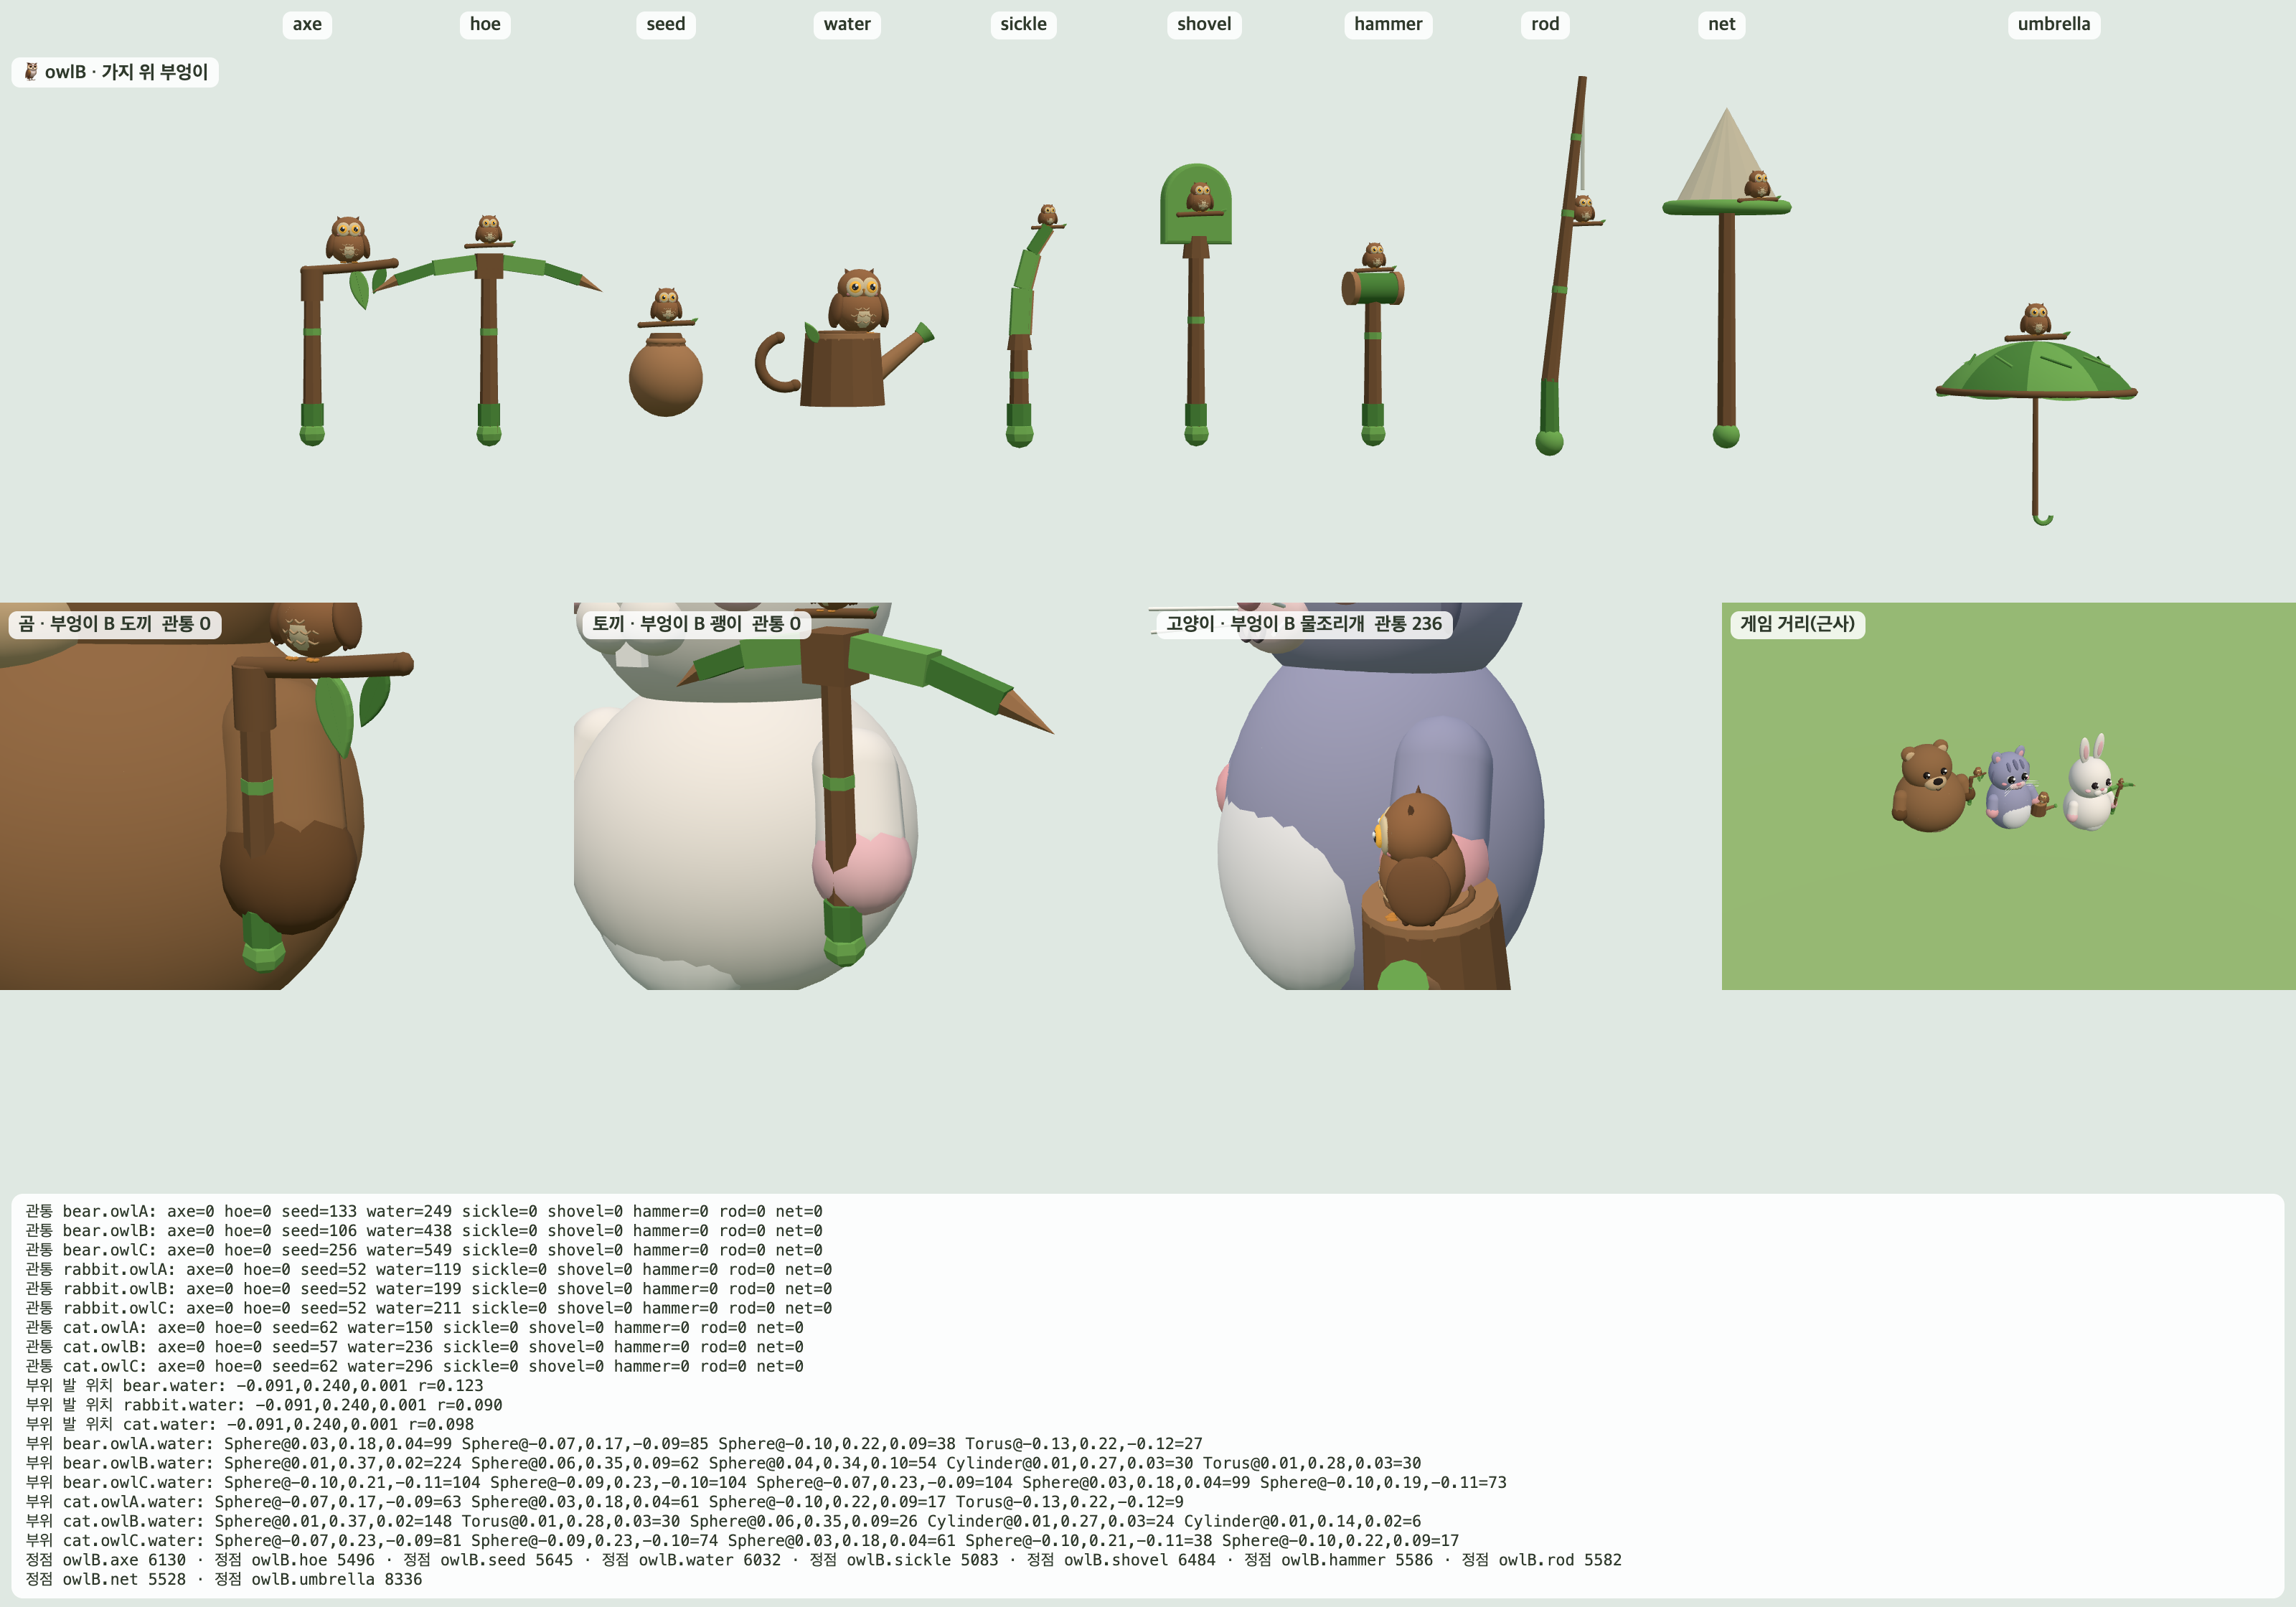 axe hoe seed water sickle shovel hammer rod net umbrella
🦉 owlB · 가지 위 부엉이
곰 · 부엉이 B 도끼 관통 0
토끼 · 부엉이 B 괭이 관통 0
고양이 · 부엉이 B 물조리개 관통 236
게임 거리(근사)
관통 bear.owlA: axe=0 hoe=0 seed=133 water=249 sickle=0 shovel=0 hammer=0 rod=0 net=0
관통 bear.owlB: axe=0 hoe=0 seed=106 water=438 sickle=0 shovel=0 hammer=0 rod=0 net=0
관통 bear.owlC: axe=0 hoe=0 seed=256 water=549 sickle=0 shovel=0 hammer=0 rod=0 net=0
관통 rabbit.owlA: axe=0 hoe=0 seed=52 water=119 sickle=0 shovel=0 hammer=0 rod=0 net=0
관통 rabbit.owlB: axe=0 hoe=0 seed=52 water=199 sickle=0 shovel=0 hammer=0 rod=0 net=0
관통 rabbit.owlC: axe=0 hoe=0 seed=52 water=211 sickle=0 shovel=0 hammer=0 rod=0 net=0
관통 cat.owlA: axe=0 hoe=0 seed=62 water=150 sickle=0 shovel=0 hammer=0 rod=0 net=0
관통 cat.owlB: axe=0 hoe=0 seed=57 water=236 sickle=0 shovel=0 hammer=0 rod=0 net=0
관통 cat.owlC: axe=0 hoe=0 seed=62 water=296 sickle=0 shovel=0 hammer=0 rod=0 net=0
부위 발 위치 bear.water: -0.091,0.240,0.001 r=0.123
부위 발 위치 rabbit.water: -0.091,0.240,0.001 r=0.090
부위 발 위치 cat.water: -0.091,0.240,0.001 r=0.098
부위 bear.owlA.water: Sphere@0.03,0.18,0.04=99 Sphere@-0.07,0.17,-0.09=85 Sphere@-0.10,0.22,0.09=38 Torus@-0.13,0.22,-0.12=27
부위 bear.owlB.water: Sphere@0.01,0.37,0.02=224 Sphere@0.06,0.35,0.09=62 Sphere@0.04,0.34,0.10=54 Cylinder@0.01,0.27,0.03=30 Torus@0.01,0.28,0.03=30
부위 bear.owlC.water: Sphere@-0.10,0.21,-0.11=104 Sphere@-0.09,0.23,-0.10=104 Sphere@-0.07,0.23,-0.09=104 Sphere@0.03,0.18,0.04=99 Sphere@-0.10,0.19,-0.11=73
부위 cat.owlA.water: Sphere@-0.07,0.17,-0.09=63 Sphere@0.03,0.18,0.04=61 Sphere@-0.10,0.22,0.09=17 Torus@-0.13,0.22,-0.12=9
부위 cat.owlB.water: Sphere@0.01,0.37,0.02=148 Torus@0.01,0.28,0.03=30 Sphere@0.06,0.35,0.09=26 Cylinder@0.01,0.27,0.03=24 Cylinder@0.01,0.14,0.02=6
부위 cat.owlC.water: Sphere@-0.07,0.23,-0.09=81 Sphere@-0.09,0.23,-0.10=74 Sphere@0.03,0.18,0.04=61 Sphere@-0.10,0.21,-0.11=38 Sphere@-0.10,0.22,0.09=17
정점 owlB.axe 6130 · 정점 owlB.hoe 5496 · 정점 owlB.seed 5645 · 정점 owlB.water 6032 · 정점 owlB.sickle 5083 · 정점 owlB.shovel 6484 · 정점 owlB.hammer 5586 · 정점 owlB.rod 5582
정점 owlB.net 5528 · 정점 owlB.umbrella 8336